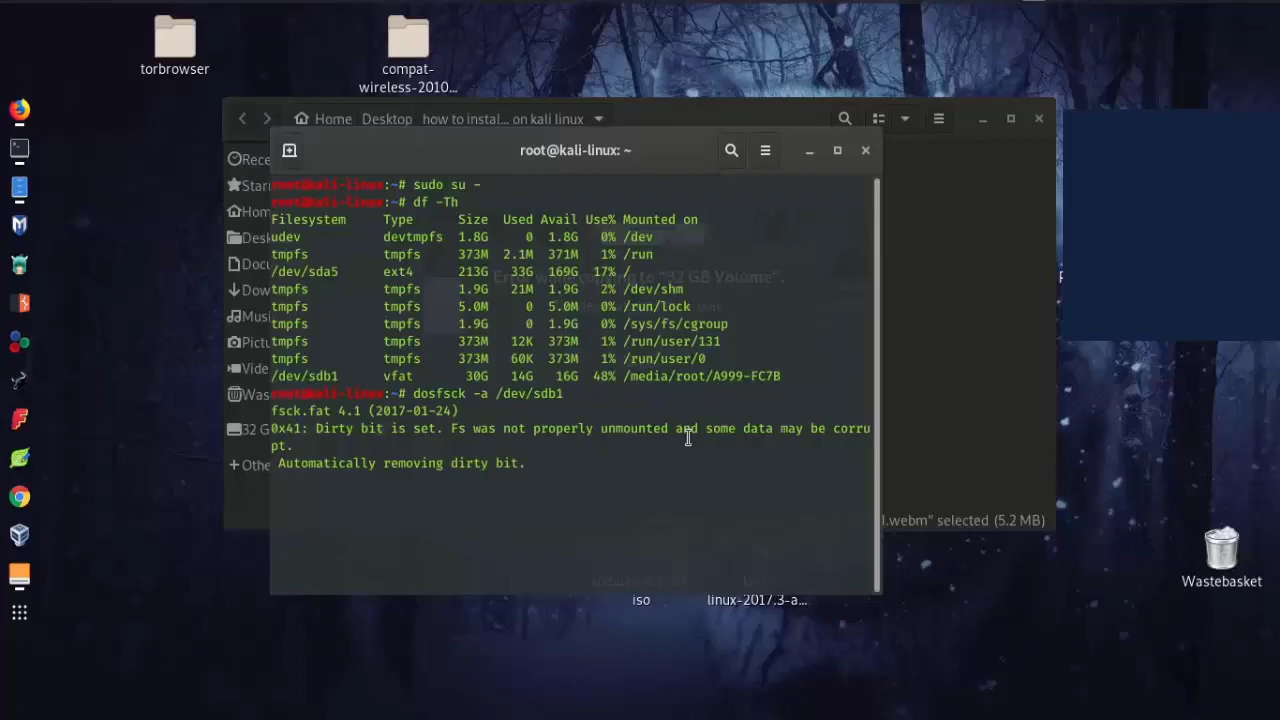 torbrowser
compat-
wireless-2010...
Home Desktop how to instal... on kali linux
root@kali-linux: ~
Rece
Star
Hom
Desk
Docu
Dow
Musi
Pictu
Vide
Was
32 G
Othe
root@kali-linux:~# sudo su -
root@kali-linux:~# df -Th
Filesystem Type Size Used Avail Use% Mounted on
udev devtmpfs 1.8G 0 1.8G 0% /dev
tmpfs tmpfs 373M 2.1M 371M 1% /run
/dev/sda5 ext4 213G 33G 169G 17% /
Error while copying to "32 GB Volume".
tmpfs tmpfs 1.9G 21M 1.9G 2% /dev/shm
tmpfs tmpfs 5.0M 0 5.0M 0% /run/lock
tmpfs tmpfs 1.9G 0 1.9G 0% /sys/fs/cgroup
tmpfs tmpfs 373M 12K 373M 1% /run/user/131
tmpfs tmpfs 373M 60K 373M 1% /run/user/0
/dev/sdb1 vfat 30G 14G 16G 48% /media/root/A999-FC7B
root@kali-linux:~# dosfsck -a /dev/sdb1
fsck.fat 4.1 (2017-01-24)
0x41: Dirty bit is set. Fs was not properly unmounted and some data may be corru
pt.
Automatically removing dirty bit.
l.webm" selected (5.2 MB)
iso
linux-2017.3-a...
Wastebasket